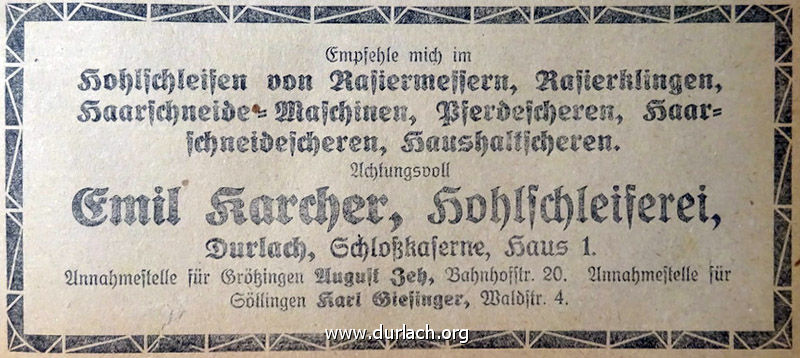 Empfehle mich im
Hohlschleifen von Rasiermessern, Rasierklingen,
Haarschneide-Maschinen, Pferdescheren, Haar-
schneidescheren, Haushaltscheren.
Achtungsvoll
Emil Karcher, Hohlschleiferei,
Durlach, Schloßkaserne, Haus 1.
Annahmestelle für Grötzingen August Zeh, Bahnhofstr. 20. Annahmestelle für
Söllingen Karl Giesinger, Waldstr. 4.
www.durlach.org